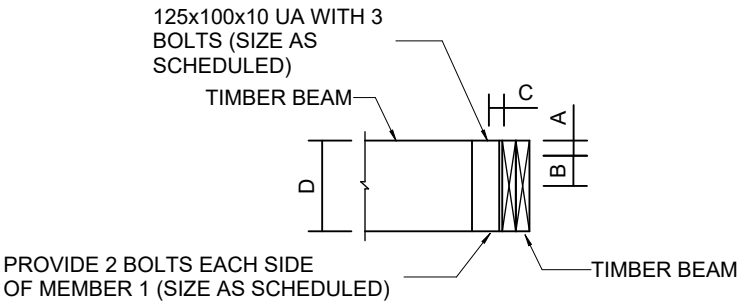 125x100x10 UA WITH 3
BOLTS (SIZE AS
SCHEDULED)
TIMBER BEAM
C
A
B
D
PROVIDE 2 BOLTS EACH SIDE
OF MEMBER 1 (SIZE AS SCHEDULED)
TIMBER BEAM